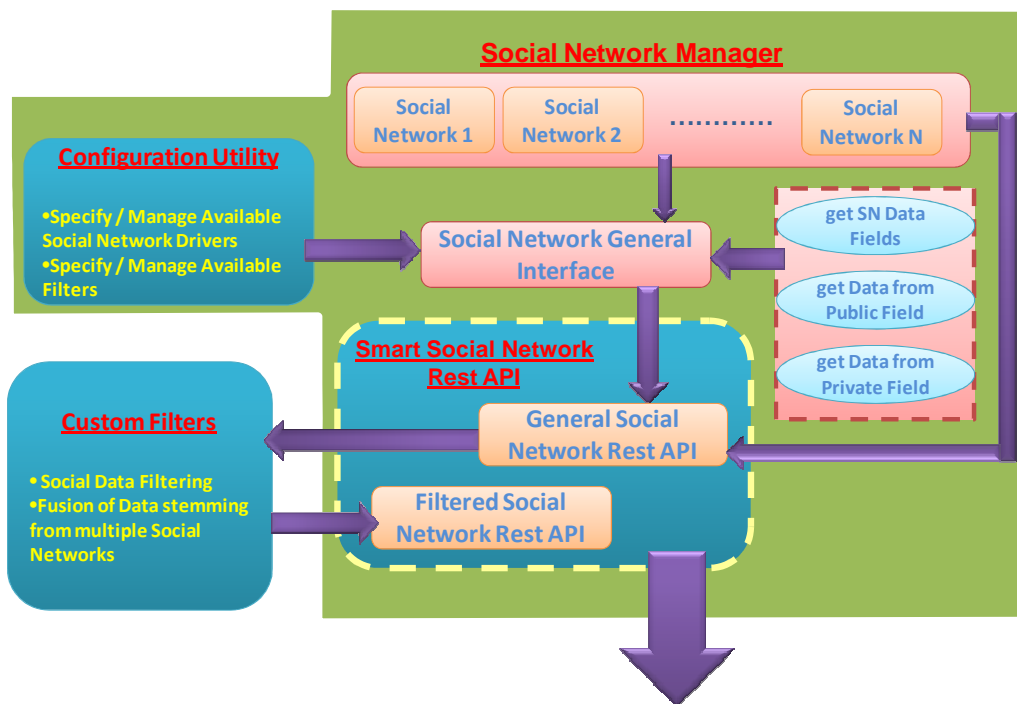 Social Network Manager
Social
Network 1
Social
Network 2
............
Social
Network N
Configuration Utility
•Specify / Manage Available
Social Network Drivers
•Specify / Manage Available
Filters
Social Network General
Interface
get SN Data
Fields
get Data from
Public Field
get Data from
Private Field
Smart Social Network
Rest API
General Social
Network Rest API
Filtered Social
Network Rest API
Custom Filters
• Social Data Filtering
•Fusion of Data stemming
from multiple Social
Networks